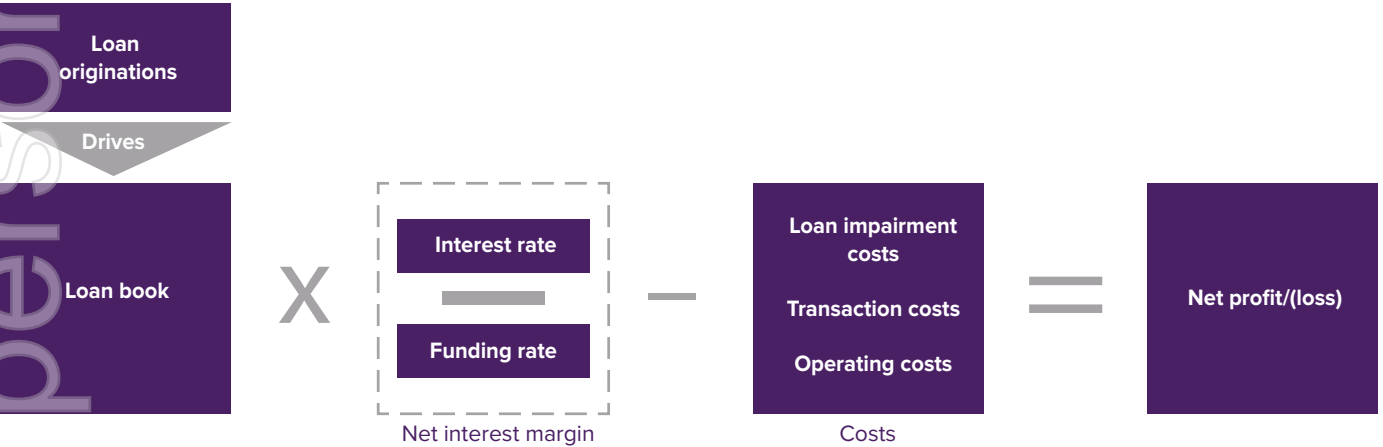 Loan
originations
Drives
Loan book
X
Interest rate
Funding rate
Net interest margin
—
Loan impairment
costs
Transaction costs
Operating costs
Costs
=
Net profit/(loss)
person